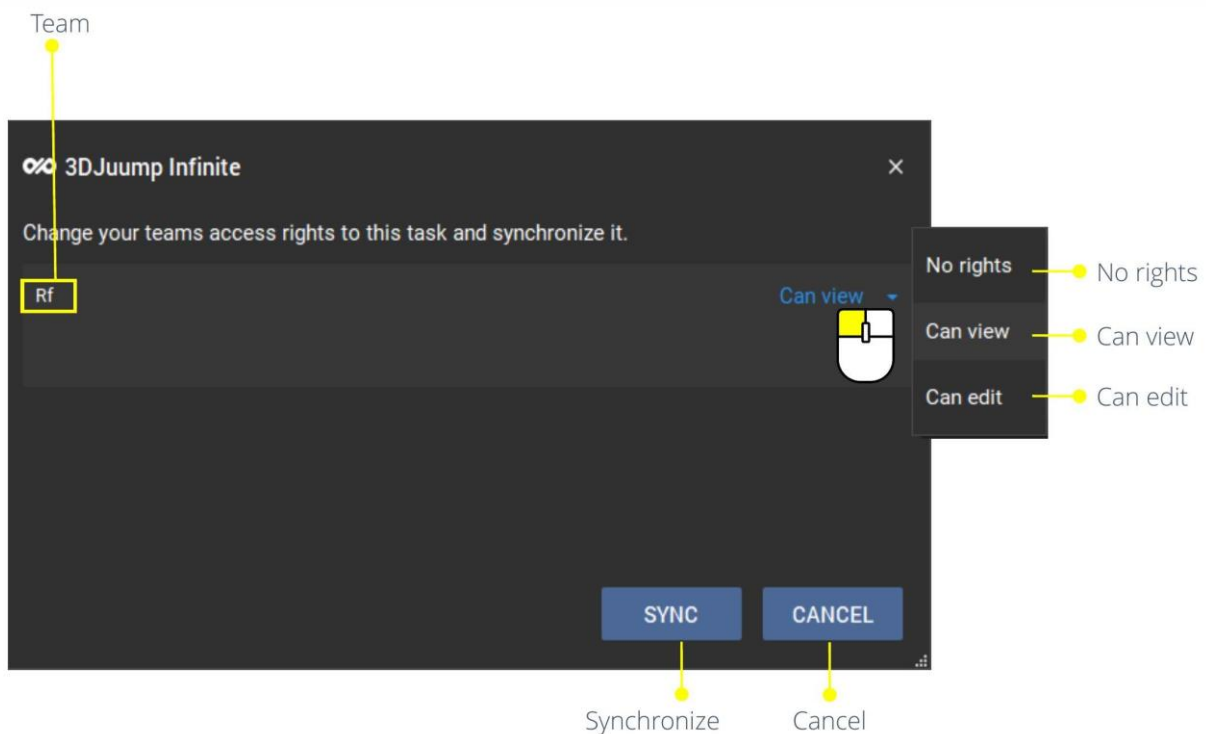 Team
3DJuump Infinite
Change your teams access rights to this task and synchronize it.
Rf
Can view
No rights
No rights
Can view
Can view
Can edit
Can edit
SYNC
CANCEL
Synchronize
Cancel